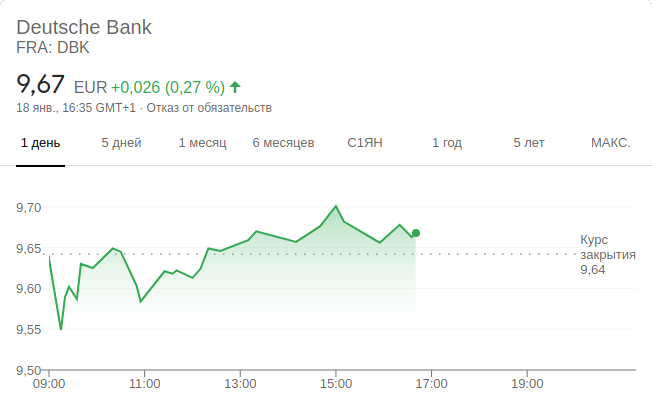 Deutsche Bank
FRA: DBK
9,67 EUR +0,026 (0,27 %)
18 янв., 16:35 GMT+1 · Отказ от обязательств
1 день 5 дней 1 месяц 6 месяцев С1ЯН 1 год 5 лет МАКС.
9,70
9,65
9,60
9,55
9,50
Курс
закрытия
9,64
09:00 11:00 13:00 15:00 17:00 19:00